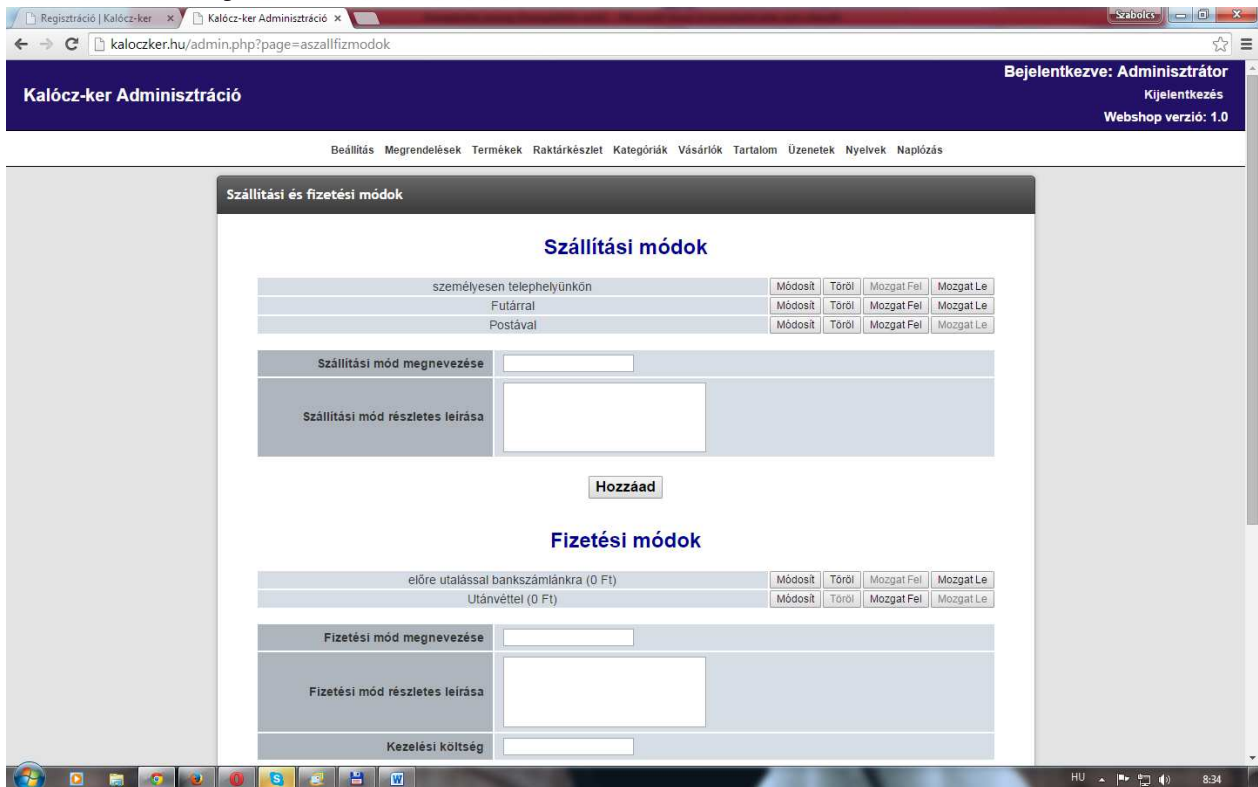 Regisztráció | Kalócz-ker × Kalócz-ker Adminisztráció × Szabolcs
kaloczker.hu/admin.php?page=aszallfizmodok
Bejelentkezve: Adminisztrátor
Kalócz-ker Adminisztráció
Kijelentkezés
Webshop verzió: 1.0
Beállítás Megrendelések Termékek Raktárkészlet Kategóriák Vásárlók Tartalom Üzenetek Nyelvek Naplózás
Szállítási és fizetési módok
Szállítási módok
személyesen telephelyünkön Módosít Töröl Mozgat Fel Mozgat Le
Futárral Módosít Töröl Mozgat Fel Mozgat Le
Postával Módosít Töröl Mozgat Fel Mozgat Le
Szállítási mód megnevezése
Szállítási mód részletes leírása
Hozzáad
Fizetési módok
előre utalással bankszámlánkra (0 Ft) Módosít Töröl Mozgat Fel Mozgat Le
Utánvéttel (0 Ft) Módosít Töröl Mozgat Fel Mozgat Le
Fizetési mód megnevezése
Fizetési mód részletes leírása
Kezelési költség
HU 8:34